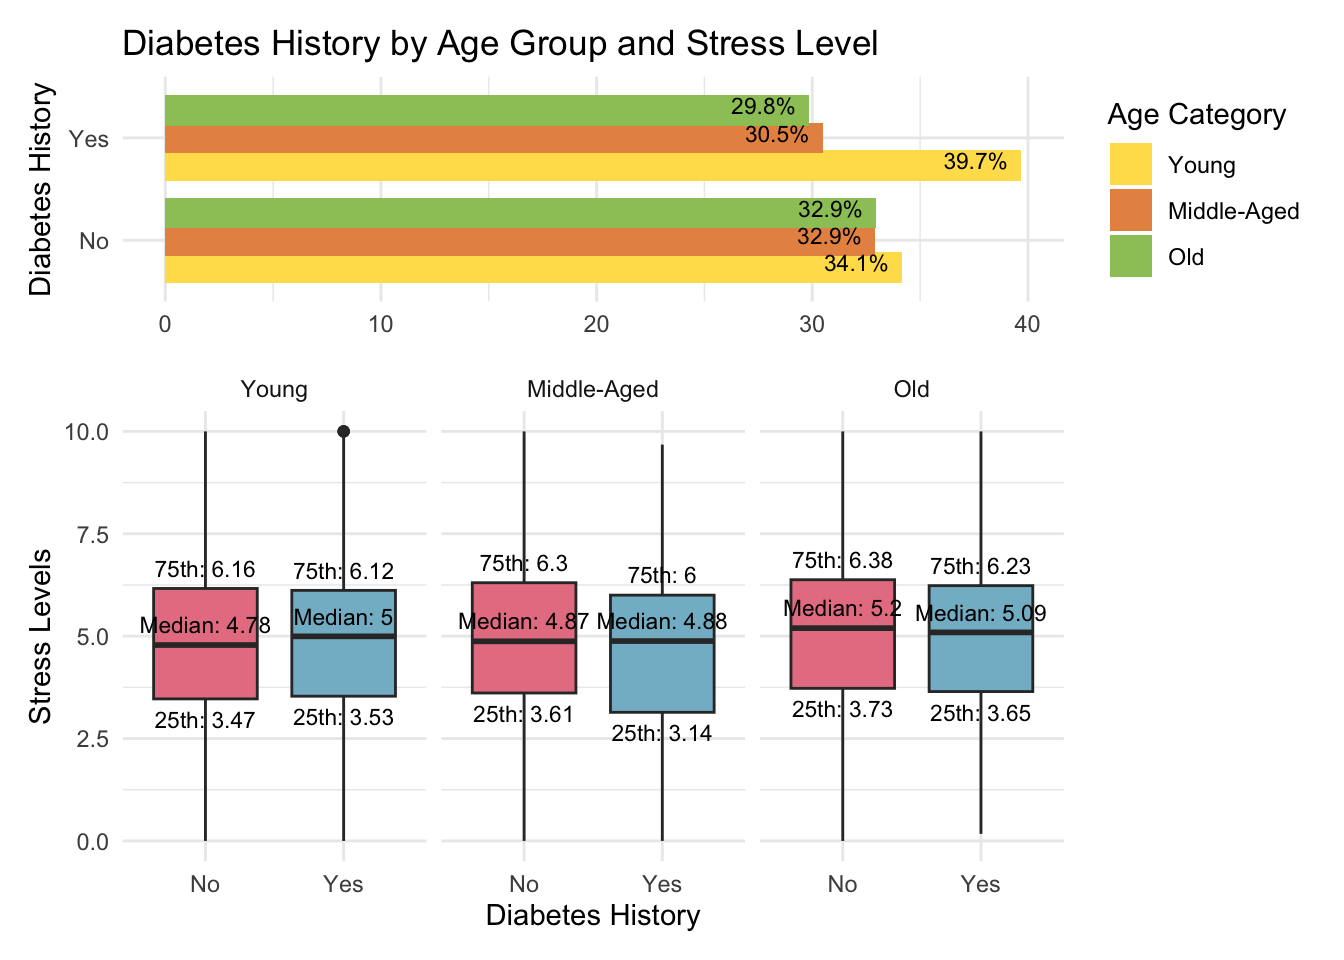 Diabetes History by Age Group and Stress Level
Diabetes History
Yes
No
29.8%
30.5%
39.7%
32.9%
32.9%
34.1%
0 10 20 30 40
Age Category
Young
Middle-Aged
Old
Young Middle-Aged Old
Stress Levels
10.0
7.5
5.0
2.5
0.0
75th: 6.16
Median: 4.78
25th: 3.47
75th: 6.12
Median: 5
25th: 3.53
75th: 6.3
Median: 4.87
25th: 3.61
75th: 6
Median: 4.88
25th: 3.14
75th: 6.38
Median: 5.2
25th: 3.73
75th: 6.23
Median: 5.09
25th: 3.65
No Yes No Yes No Yes
Diabetes History